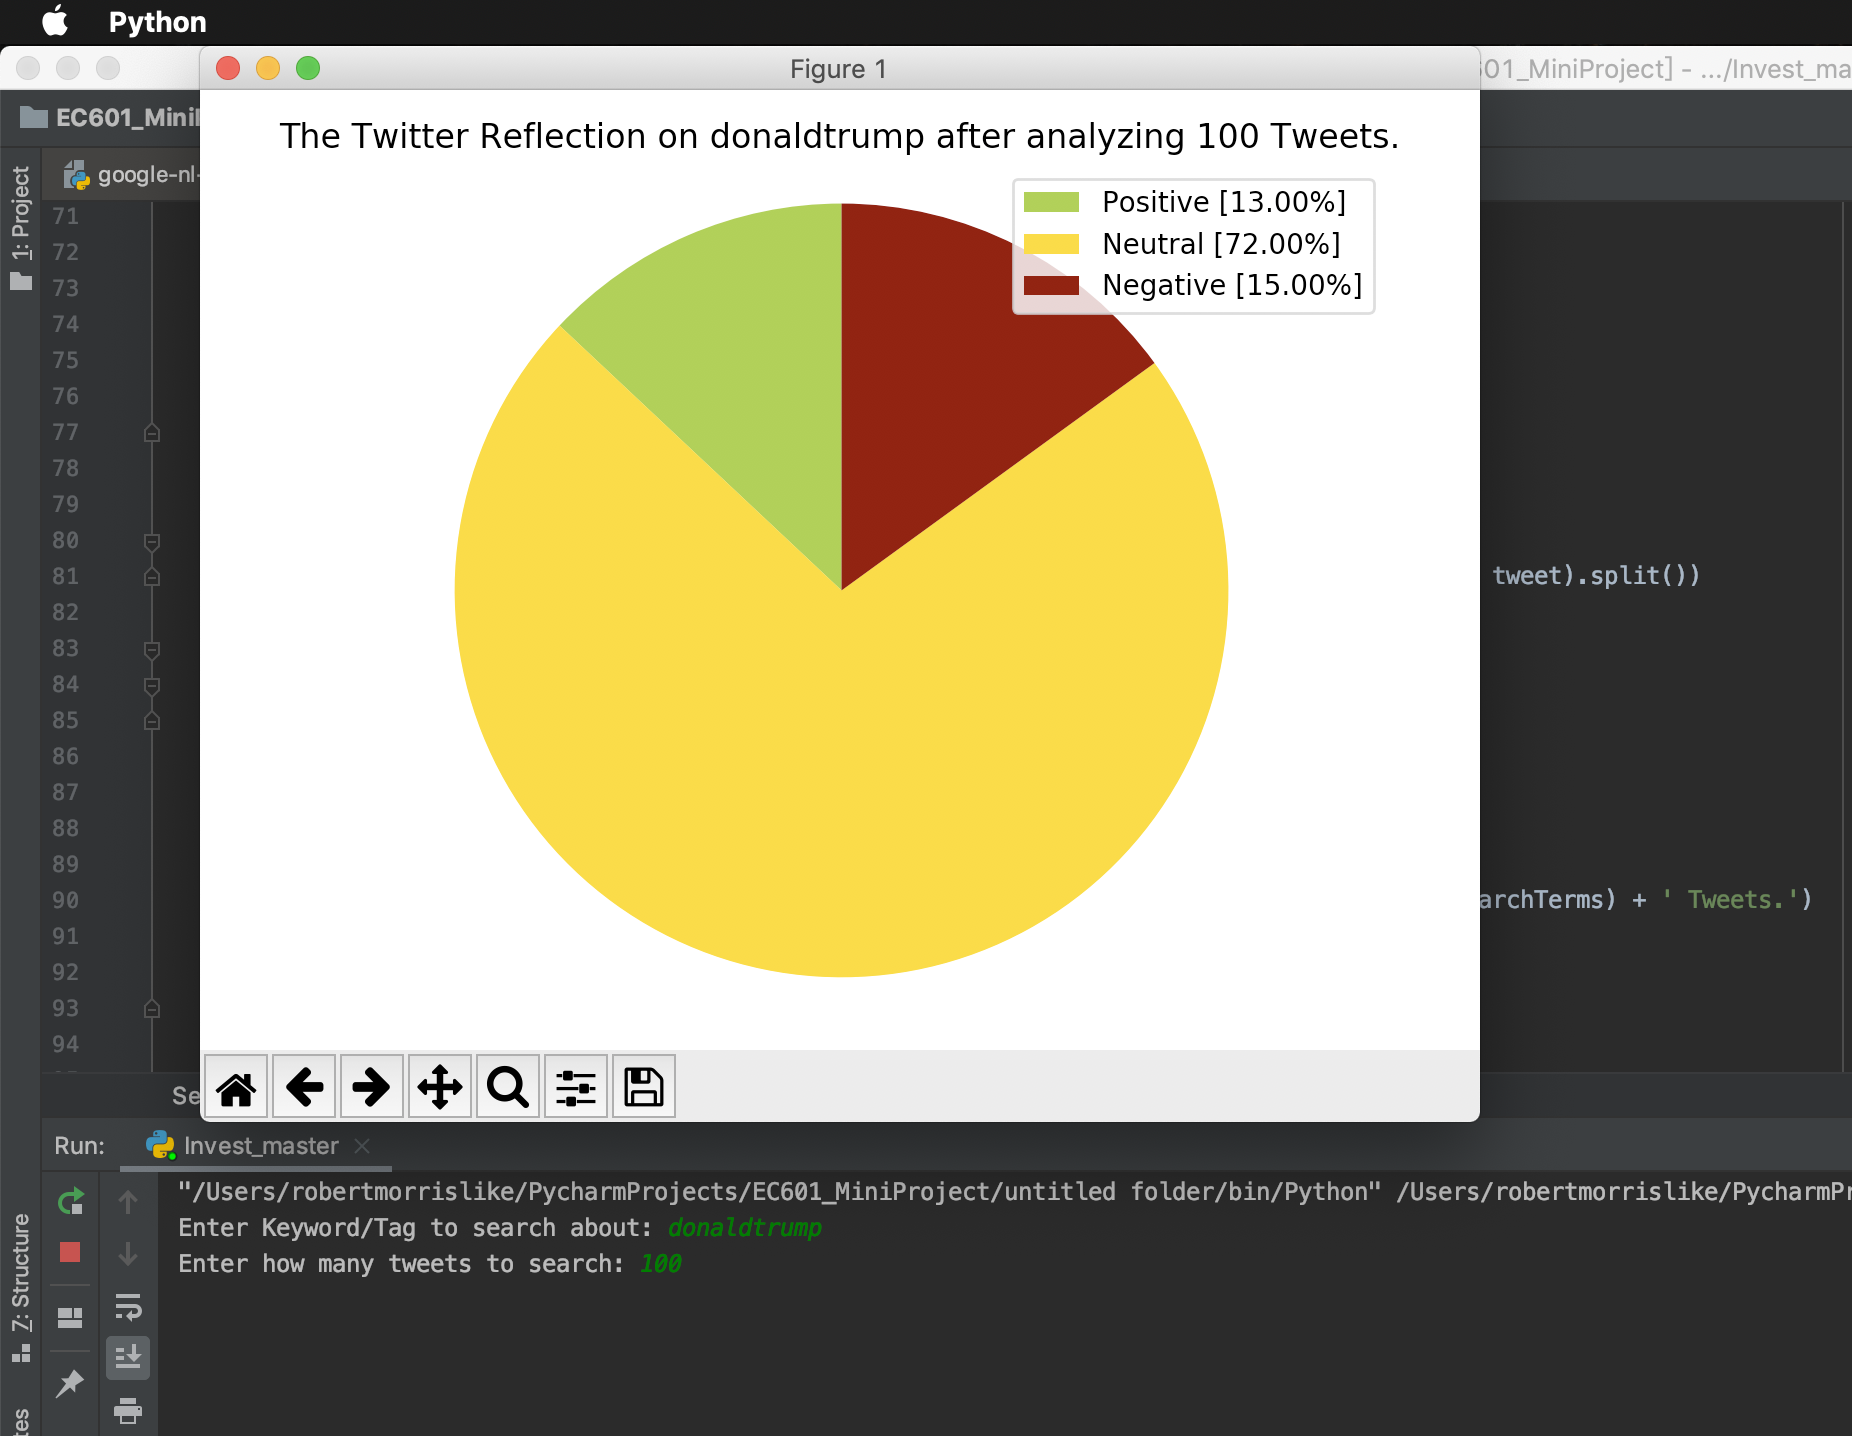 Python
Figure 1
601_MiniProject] - .../Invest_ma
EC601_Mini
The Twitter Reflection on donaldtrump after analyzing 100 Tweets.
1: Project
google-nl-
Positive [13.00%]
Neutral [72.00%]
Negative [15.00%]
71
72
73
74
75
76
77
78
79
80
81
tweet).split())
82
83
84
85
86
87
88
89
90
archTerms) + ' Tweets.')
91
92
93
94
Se
Run:
Invest_master
"/Users/robertmorrislike/PycharmProjects/EC601_MiniProject/untitled folder/bin/Python" /Users/robertmorrislike/PycharmPr
Enter Keyword/Tag to search about: donaldtrump
Enter how many tweets to search: 100
7: Structure
tes